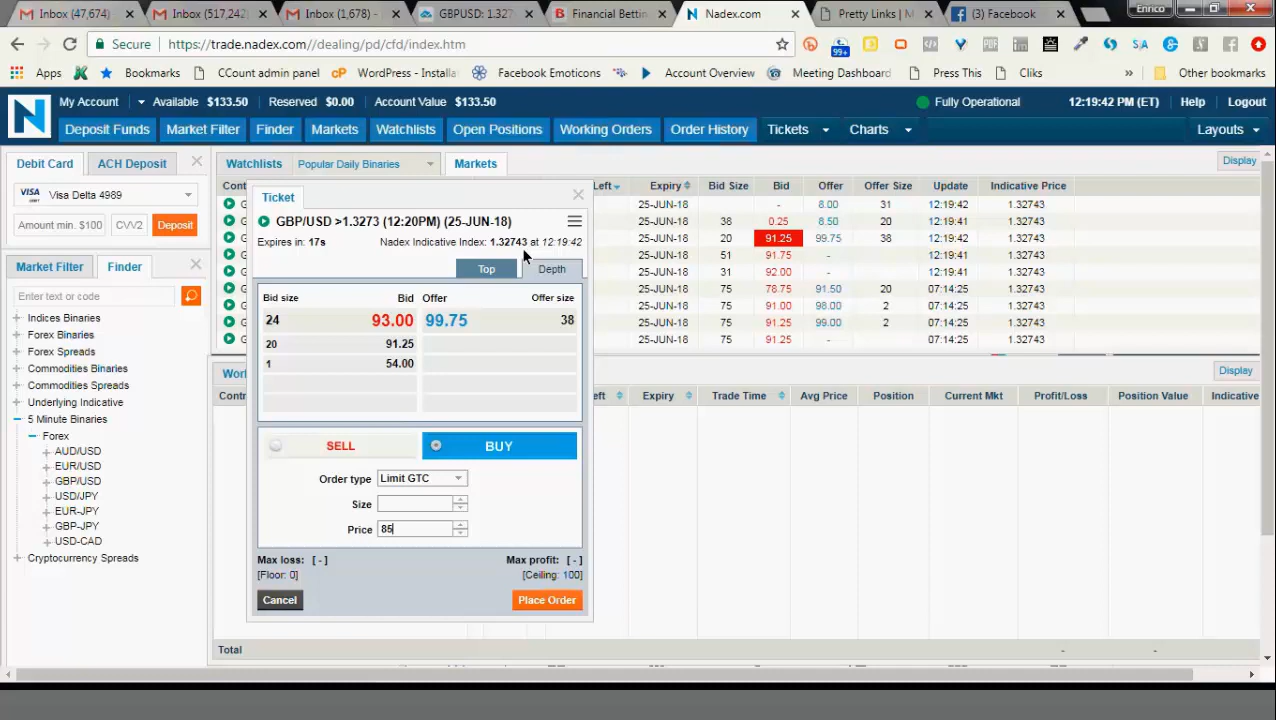 Inbox (47,674)
Inbox (517,242)
Inbox (1,678) -
GBPUSD: 1.327
Financial Bettin
Nadex.com
Pretty Links | M
(3) Facebook
Enrico
Secure
https://trade.nadex.com//dealing/pd/cfd/index.htm
99+
Apps
Bookmarks
CCount admin panel
WordPress - Installa
Facebook Emoticons
Account Overview
Meeting Dashboard
Press This
Cliks
Other bookmarks
My Account Available $133.50 Reserved $0.00 Account Value $133.50
Fully Operational 12:19:42 PM (ET) Help Logout
Deposit Funds Market Filter Finder Markets Watchlists Open Positions Working Orders Order History Tickets Charts Layouts
Debit Card ACH Deposit
VISA Visa Delta 4989
Amount min. $100 CV/2 Deposit
Market Filter Finder
Enter text or code
Indices Binaries
Forex Binaries
Forex Spreads
Commodities Binaries
Commodities Spreads
Underlying Indicative
5 Minute Binaries
Forex
AUD/USD
EUR/USD
GBP/USD
USD/JPY
EUR-JPY
GBP-JPY
USD-CAD
Cryptocurrency Spreads
Watchlists Popular Daily Binaries Markets
Display
Cont Left Expiry Bid Size Bid Offer Offer Size Update Indicative Price
G 25-JUN-18 - 8.00 31 12:19:42 1.32743
G 25-JUN-18 38 0.25 8.50 20 12:19:41 1.32743
G 25-JUN-18 20 91.25 99.75 38 12:19:42 1.32743
G 25-JUN-18 51 91.75 - 12:19:41 1.32743
G 25-JUN-18 31 92.00 - 12:19:41 1.32743
G 25-JUN-18 75 78.75 91.50 20 07:14:25 1.32743
G 25-JUN-18 75 91.00 98.00 2 07:14:25 1.32743
G 25-JUN-18 75 91.25 99.00 2 07:14:25 1.32743
G 25-JUN-18 75 91.25 - 07:14:25 1.32743
Ticket
GBP/USD >1.3273 (12:20PM) (25-JUN-18)
Expires in: 17s Nadex Indicative Index: 1.32743 at 12:19:42
Top Depth
Bid size Bid Offer Offer size
24 93.00 99.75 38
20 91.25
1 54.00
SELL BUY
Order type Limit GTC
Size
Price 85
Max loss: [ - ] Max profit: [ - ]
[Floor: 0] [Ceiling: 100]
Cancel Place Order
Work
Display
Contr eft Expiry Trade Time Avg Price Position Current Mkt Profit/Loss Position Value Indicative
Total - -